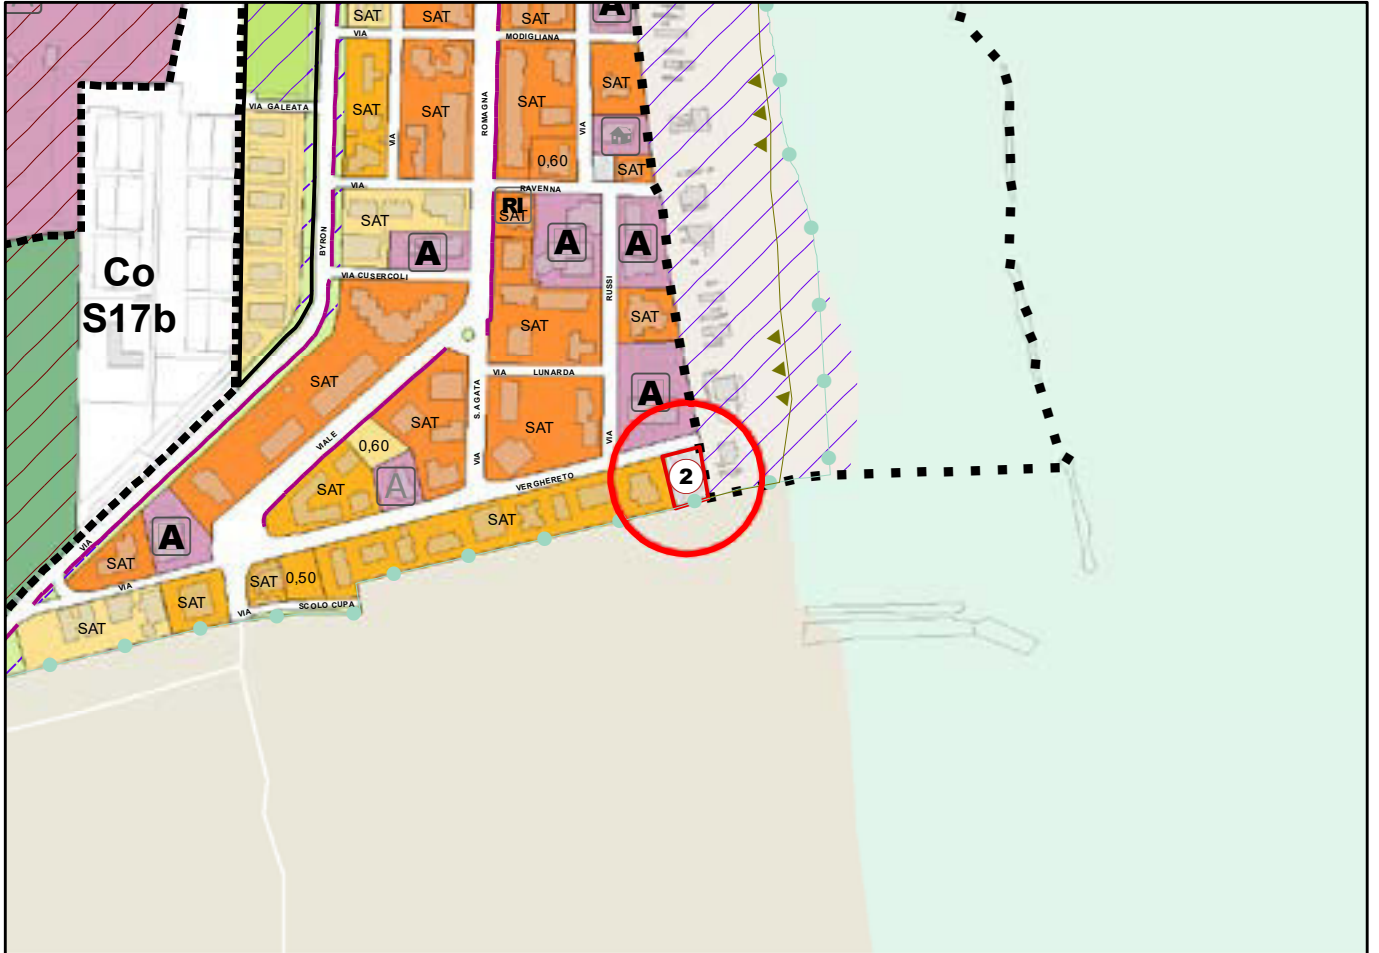 SAT
SAT
SAT
A
VIA
MODIGLIANA
SAT
SAT
SAT
SAT
ROMAGNA
VIA
VIA
VIA GALEATA
0,60
SAT
VIA
RAVENNA
RI
SAT
SAT
A
A
A
BYRON
Co
S17b
VIA CUSERCOLI
RUSSI
SAT
SAT
VIA
LUNARDA
SAT
A
S.AGATA
SAT
SAT
VIALE
0,60
VIA
VIA
2
SAT
A
VERGHERETO
SAT
A
VIA
SAT
SAT
0,50
VIA
SAT
SCOLO CUPA
VIA
SAT